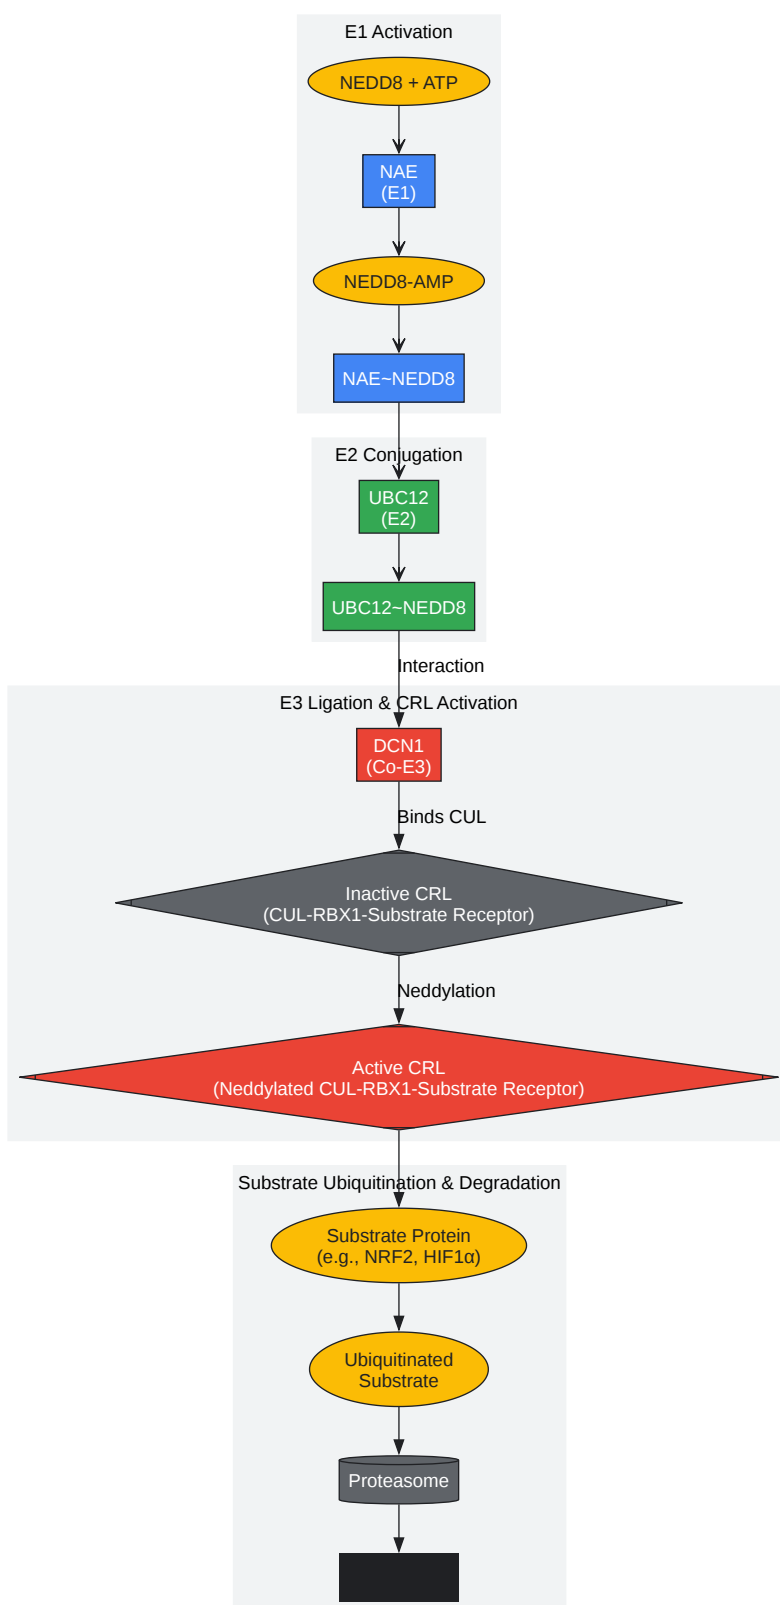 E1 Activation
NEDD8 + ATP
NAE
(E1)
NEDD8-AMP
NAE~NEDD8
E2 Conjugation
UBC12
(E2)
UBC12~NEDD8
Interaction
E3 Ligation & CRL Activation
DCN1
(Co-E3)
Binds CUL
Inactive CRL
(CUL-RBX1-Substrate Receptor)
Neddylation
Active CRL
(Neddylated CUL-RBX1-Substrate Receptor)
Substrate Ubiquitination & Degradation
Substrate Protein
(e.g., NRF2, HIF1α)
Ubiquitinated
Substrate
Proteasome